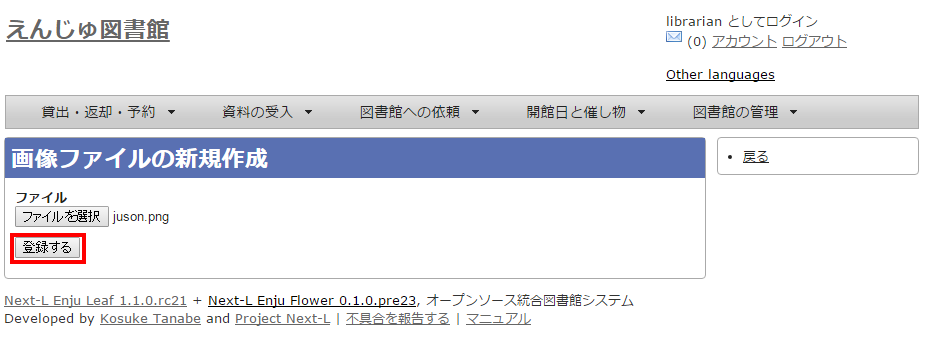 えんじゅ図書館
librarian としてログイン
(0) アカウント ログアウト
Other languages
貸出・返却・予約 資料の受入 図書館への依頼 開館日と催し物 図書館の管理
画像ファイルの新規作成
戻る
ファイル
ファイルを選択 juson.png
登録する
Next-L Enju Leaf 1.1.0.rc21 + Next-L Enju Flower 0.1.0.pre23, オープンソース統合図書館システム
Developed by Kosuke Tanabe and Project Next-L | 不具合を報告する | マニュアル